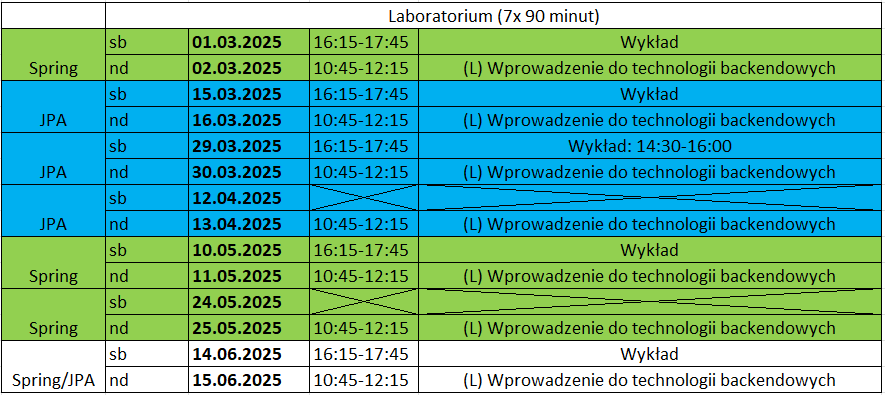 Laboratorium (7x 90 minut)
sb 01.03.2025 16:15-17:45 Wykład
Spring nd 02.03.2025 10:45-12:15 (L) Wprowadzenie do technologii backendowych
sb 15.03.2025 16:15-17:45 Wykład
JPA nd 16.03.2025 10:45-12:15 (L) Wprowadzenie do technologii backendowych
sb 29.03.2025 16:15-17:45 Wykład: 14:30-16:00
JPA nd 30.03.2025 10:45-12:15 (L) Wprowadzenie do technologii backendowych
sb 12.04.2025
JPA nd 13.04.2025 10:45-12:15 (L) Wprowadzenie do technologii backendowych
sb 10.05.2025 16:15-17:45 Wykład
Spring nd 11.05.2025 10:45-12:15 (L) Wprowadzenie do technologii backendowych
sb 24.05.2025
Spring nd 25.05.2025 10:45-12:15 (L) Wprowadzenie do technologii backendowych
sb 14.06.2025 16:15-17:45 Wykład
Spring/JPA nd 15.06.2025 10:45-12:15 (L) Wprowadzenie do technologii backendowych